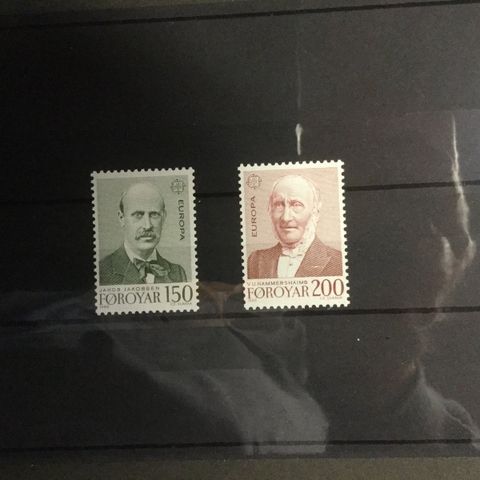 EUROPA
JAKOB JAKOBSEN
FØROYAR 150
EUROPA
V.U. HAMMERSHAIMB
FØROYAR 200